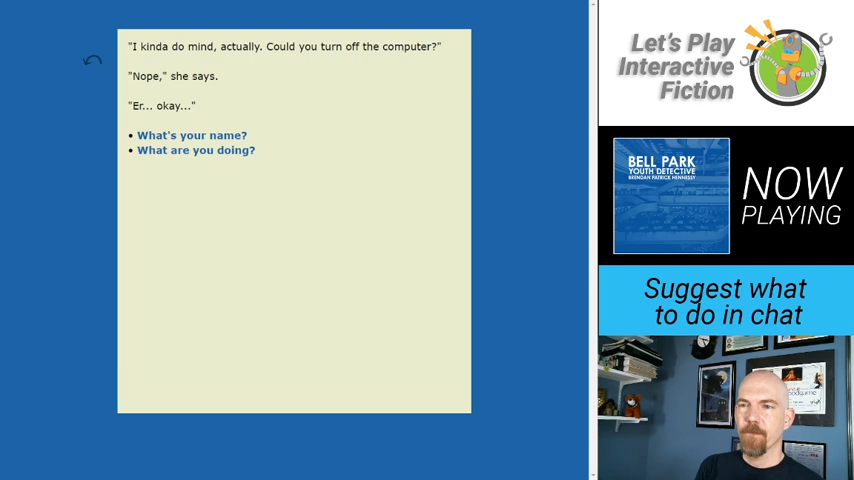 "I kinda do mind, actually. Could you turn off the computer?"
"Nope," she says.
"Er... okay..."
• What's your name?
• What are you doing?
Let's Play
Interactive
Fiction
BELL PARK
YOUTH DETECTIVE
BRENDAN PATRICK HENNESSY
NOW
PLAYING
Suggest what
to do in chat